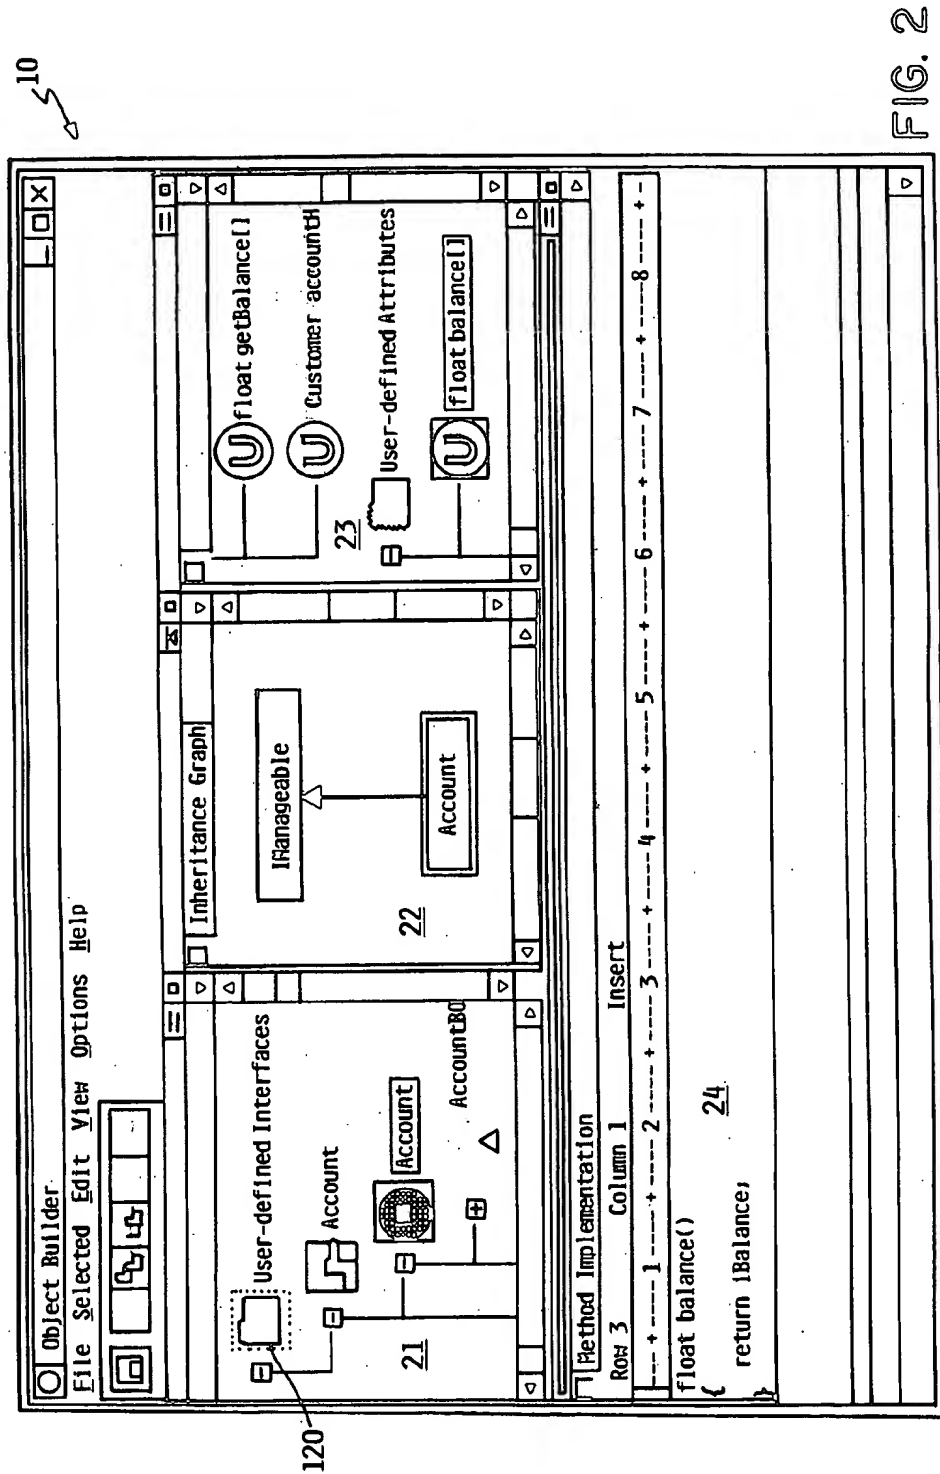 10
Object Builder
File Selected Edit View Options Help
120
User-defined Interfaces
Account
Account
AccountBO
21
Inheritance Graph
IManageable
Account
22
float getBalance[]
Customer accountH
23
User-defined Attributes
float balance[]
Method Implementation
Row 3 Column 1 Insert
----+----1----+----2----+----3----+----4----+----5----+----6----+----7----+----8----+-
float balance()
{
return iBalance;
}
24
FIG. 2